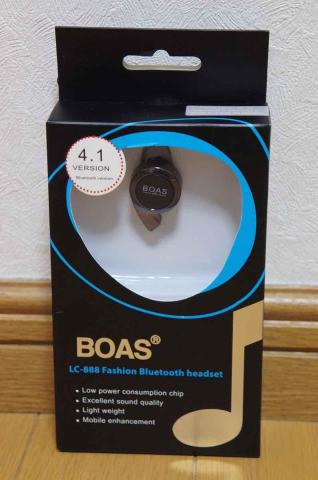 4.1
VERSION
Bluetooth version
BOAS
BOAS®
LC-888 Fashion Bluetooth headset
• Low power consumption chip
• Excellent sound quality
• Light weight
• Mobile enhancement